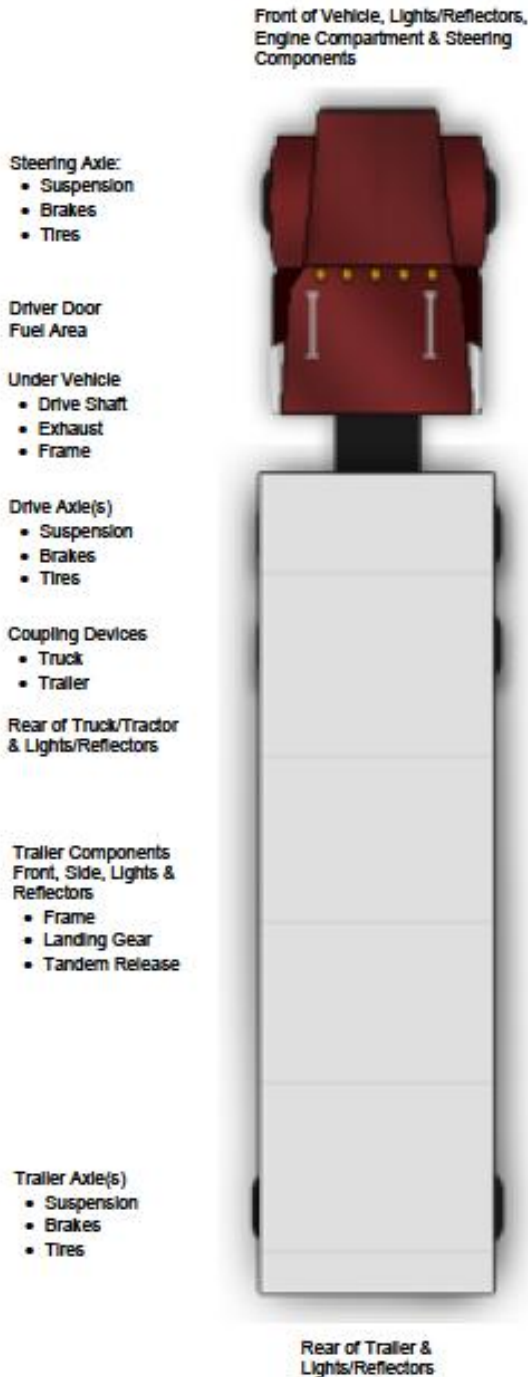 Front of Vehicle, Lights/Reflectors,
Engine Compartment & Steering
Components
Steering Axle:
• Suspension
• Brakes
• Tires
Driver Door
Fuel Area
Under Vehicle
• Drive Shaft
• Exhaust
• Frame
Drive Axle(s)
• Suspension
• Brakes
• Tires
Coupling Devices
• Truck
• Trailer
Rear of Truck/Tractor
& Lights/Reflectors
Trailer Components
Front, Side, Lights &
Reflectors
• Frame
• Landing Gear
• Tandem Release
Trailer Axle(s)
• Suspension
• Brakes
• Tires
Rear of Trailer &
Lights/Reflectors